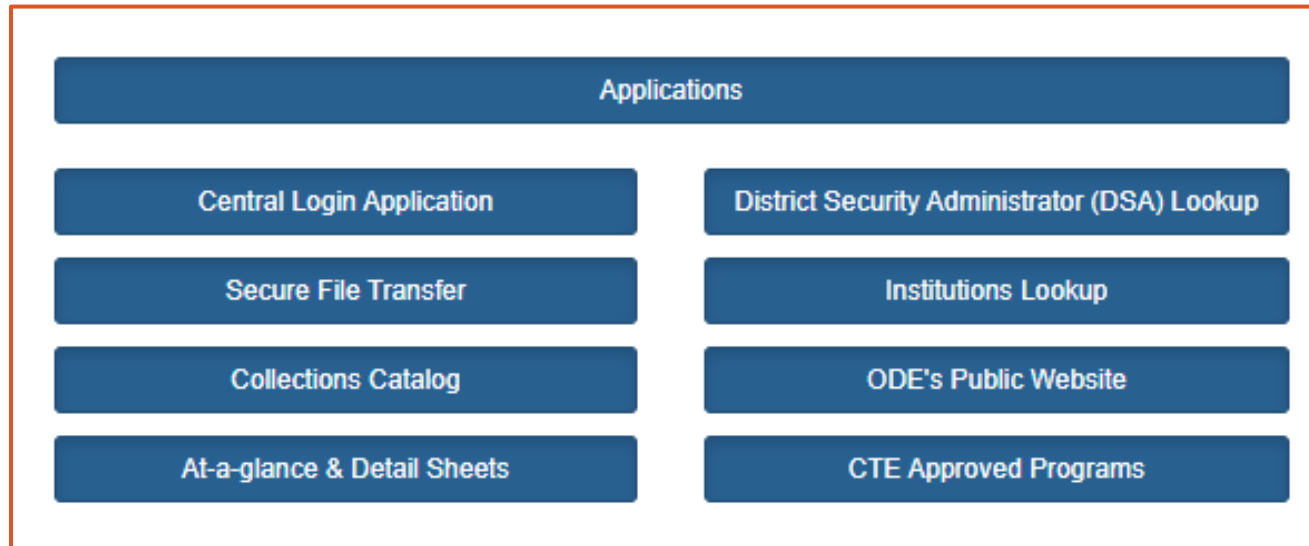 Applications
Central Login Application
District Security Administrator (DSA) Lookup
Secure File Transfer
Institutions Lookup
Collections Catalog
ODE's Public Website
At-a-glance & Detail Sheets
CTE Approved Programs